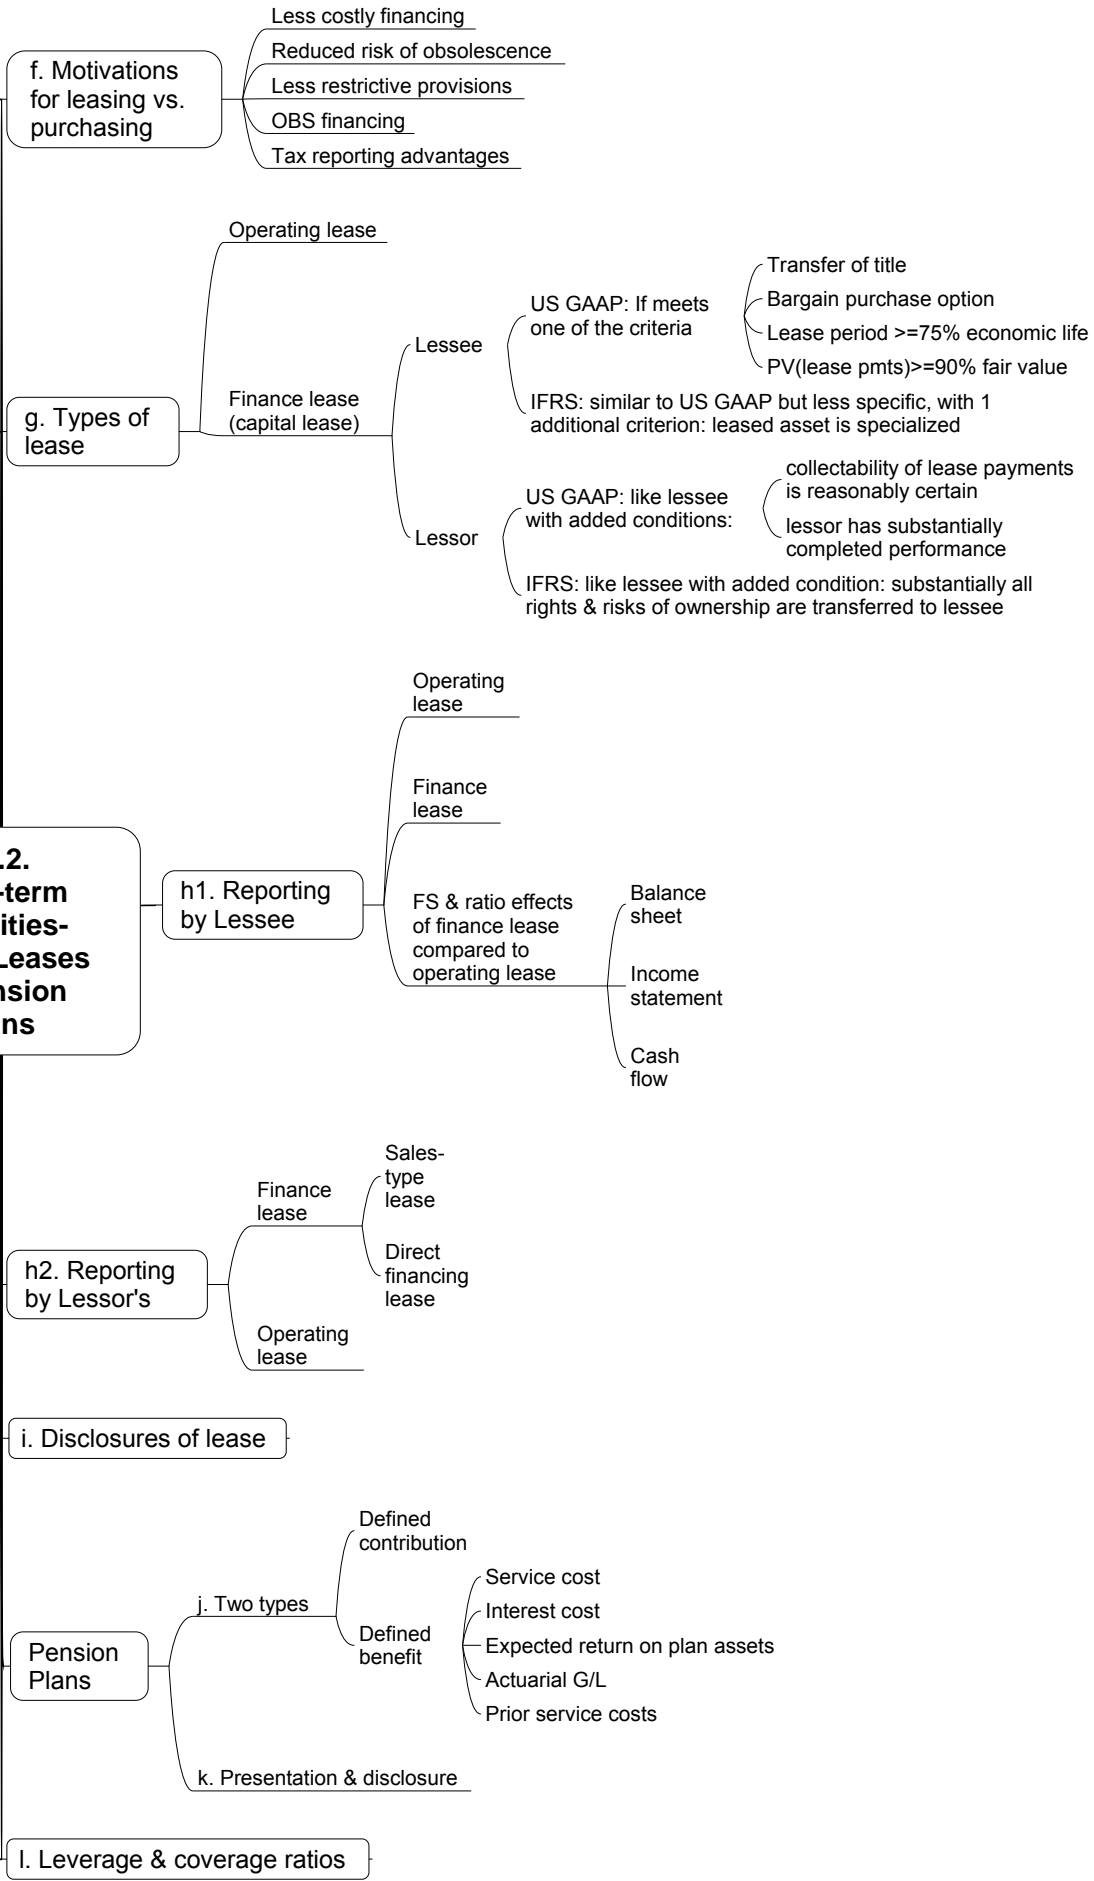 Less costly financing
Reduced risk of obsolescence
f. Motivations
for leasing vs.
purchasing
Less restrictive provisions
OBS financing
Tax reporting advantages
Operating lease
g. Types of
lease
Finance lease
(capital lease)
Lessee
US GAAP: If meets
one of the criteria
Transfer of title
Bargain purchase option
Lease period >=75% economic life
PV(lease pmts)>=90% fair value
IFRS: similar to US GAAP but less specific, with 1
additional criterion: leased asset is specialized
Lessor
US GAAP: like lessee
with added conditions:
collectability of lease payments
is reasonably certain
lessor has substantially
completed performance
IFRS: like lessee with added condition: substantially all
rights & risks of ownership are transferred to lessee
.2.
-term
ities-
Leases
nsion
ns
h1. Reporting
by Lessee
Operating
lease
Finance
lease
FS & ratio effects
of finance lease
compared to
operating lease
Balance
sheet
Income
statement
Cash
flow
h2. Reporting
by Lessor's
Finance
lease
Sales-
type
lease
Direct
financing
lease
Operating
lease
i. Disclosures of lease
Pension
Plans
j. Two types
Defined
contribution
Defined
benefit
Service cost
Interest cost
Expected return on plan assets
Actuarial G/L
Prior service costs
k. Presentation & disclosure
l. Leverage & coverage ratios